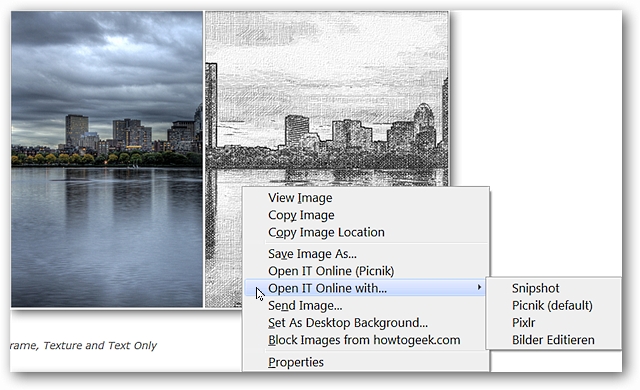 View Image
Copy Image
Copy Image Location
Save Image As...
Open IT Online (Picnik)
Open IT Online with...
Snipshot
Send Image...
Picnik (default)
Set As Desktop Background...
Pixlr
Block Images from howtogeek.com
Bilder Editieren
rame, Texture and Text Only
Properties